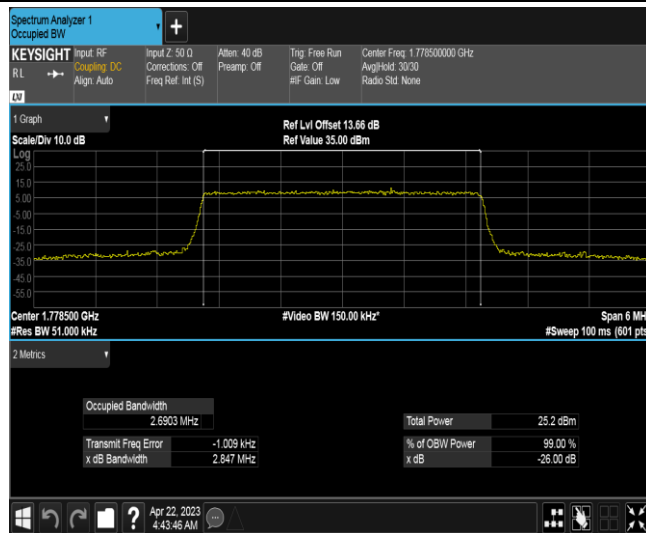 Spectrum Analyzer 1
Occupied BW
+
KEYSIGHT
RL
Input: RF
Coupling: DC
Align: Auto
Input Z: 50 Ω
Corrections: Off
Freq Ref: Int (S)
Atten: 40 dB
Preamp: Off
Trig: Free Run
Gate: Off
#IF Gain: Low
Center Freq: 1.778500000 GHz
Avg|Hold: 30/30
Radio Std: None
1 Graph
Scale/Div 10.0 dB
Ref Lvl Offset 13.66 dB
Ref Value 35.00 dBm
Log
25.0
15.0
5.00
-5.00
-15.0
-25.0
-35.0
-45.0
-55.0
Center 1.778500 GHz
#Res BW 51.000 kHz
#Video BW 150.00 kHz*
Span 6 MH
#Sweep 100 ms (601 pts
2 Metrics
Occupied Bandwidth
2.6903 MHz
Transmit Freq Error -1.009 kHz
x dB Bandwidth 2.847 MHz
Total Power 25.2 dBm
% of OBW Power 99.00 %
x dB -26.00 dB
?
Apr 22, 2023
4:43:46 AM